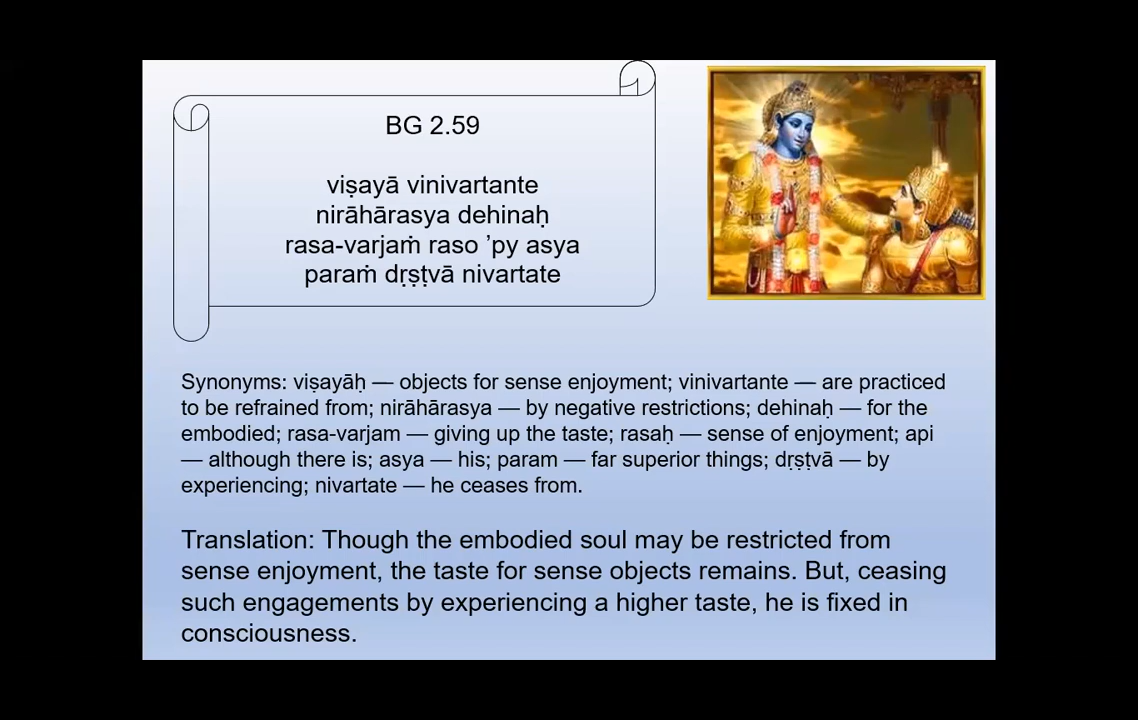 BG 2.59
viṣayā vinivartante
nirāhārasya dehinaḥ
rasa-varjaṁ raso ’py asya
paraṁ dṛṣṭvā nivartate
Synonyms: viṣayāḥ — objects for sense enjoyment; vinivartante — are practiced
to be refrained from; nirāhārasya — by negative restrictions; dehinaḥ — for the
embodied; rasa-varjam — giving up the taste; rasaḥ — sense of enjoyment; api
— although there is; asya — his; param — far superior things; dṛṣṭvā — by
experiencing; nivartate — he ceases from.
Translation: Though the embodied soul may be restricted from
sense enjoyment, the taste for sense objects remains. But, ceasing
such engagements by experiencing a higher taste, he is fixed in
consciousness.